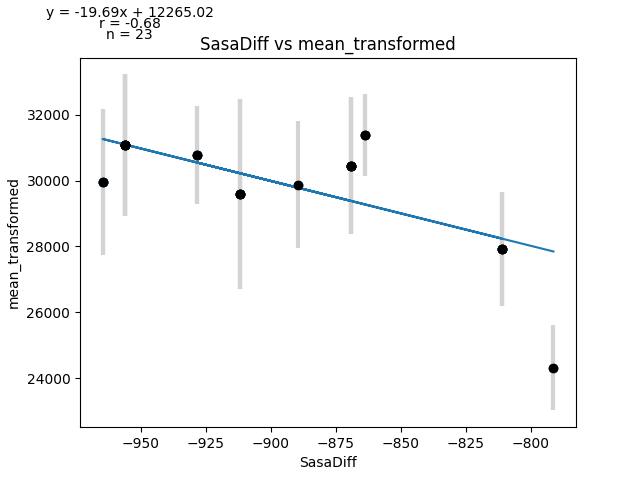 y = -19.69x + 12265.02
r = -0.68
n = 23
SasaDiff vs mean_transformed
32000
30000
28000
26000
24000
mean_transformed
−950
−925
−900
−875
−850
−825
−800
SasaDiff